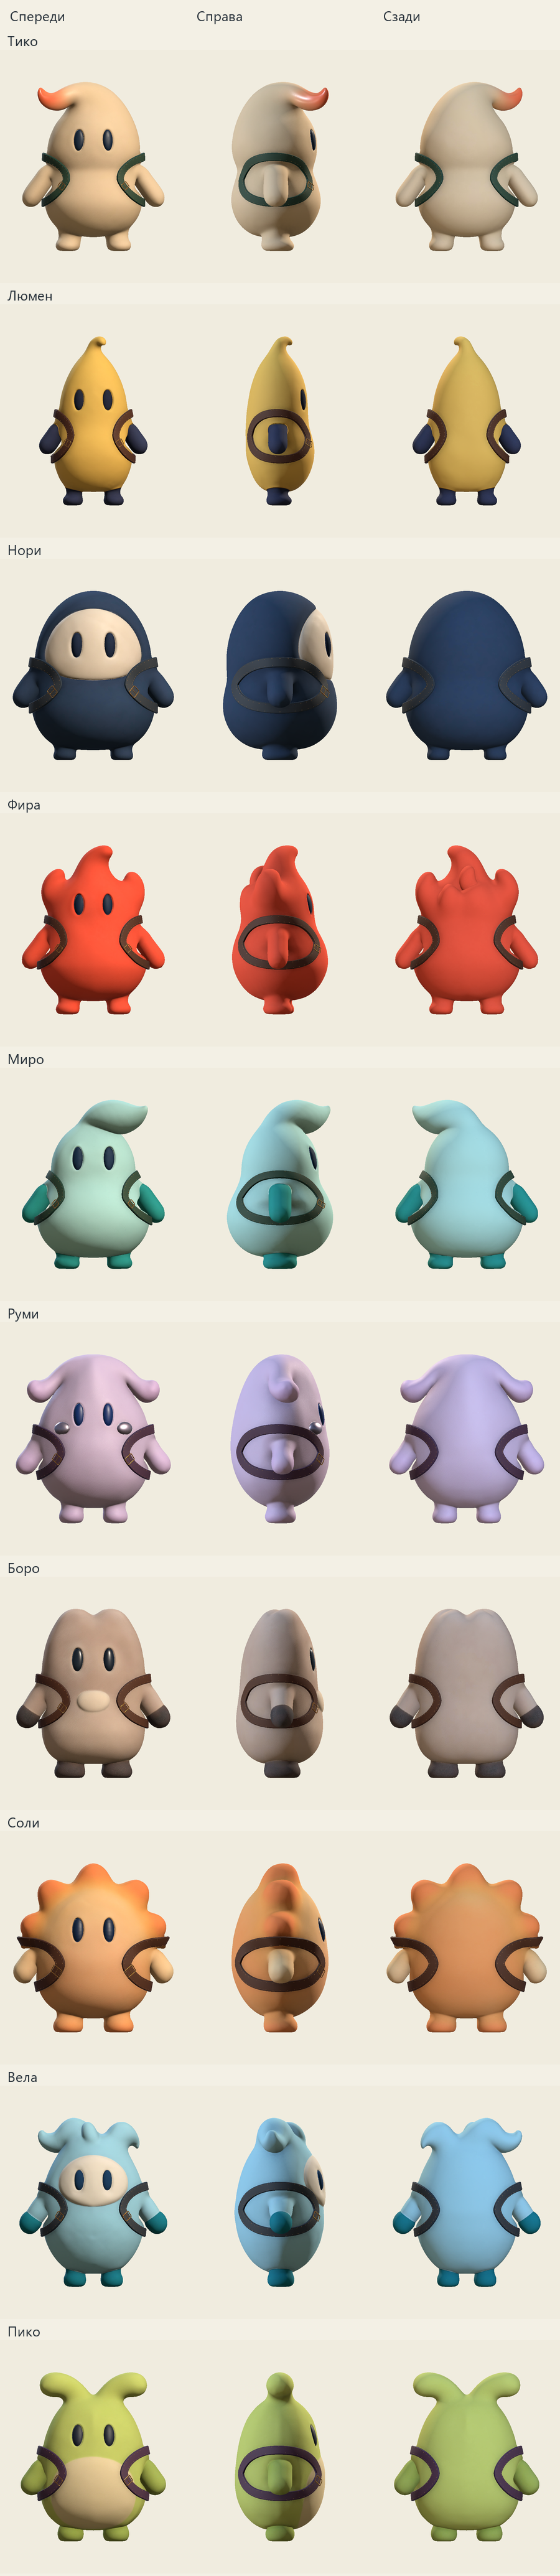 Спереди Справа Сзади
Тико
Люмен
Нори
Фира
Миро
Руми
Боро
Соли
Вела
Пико